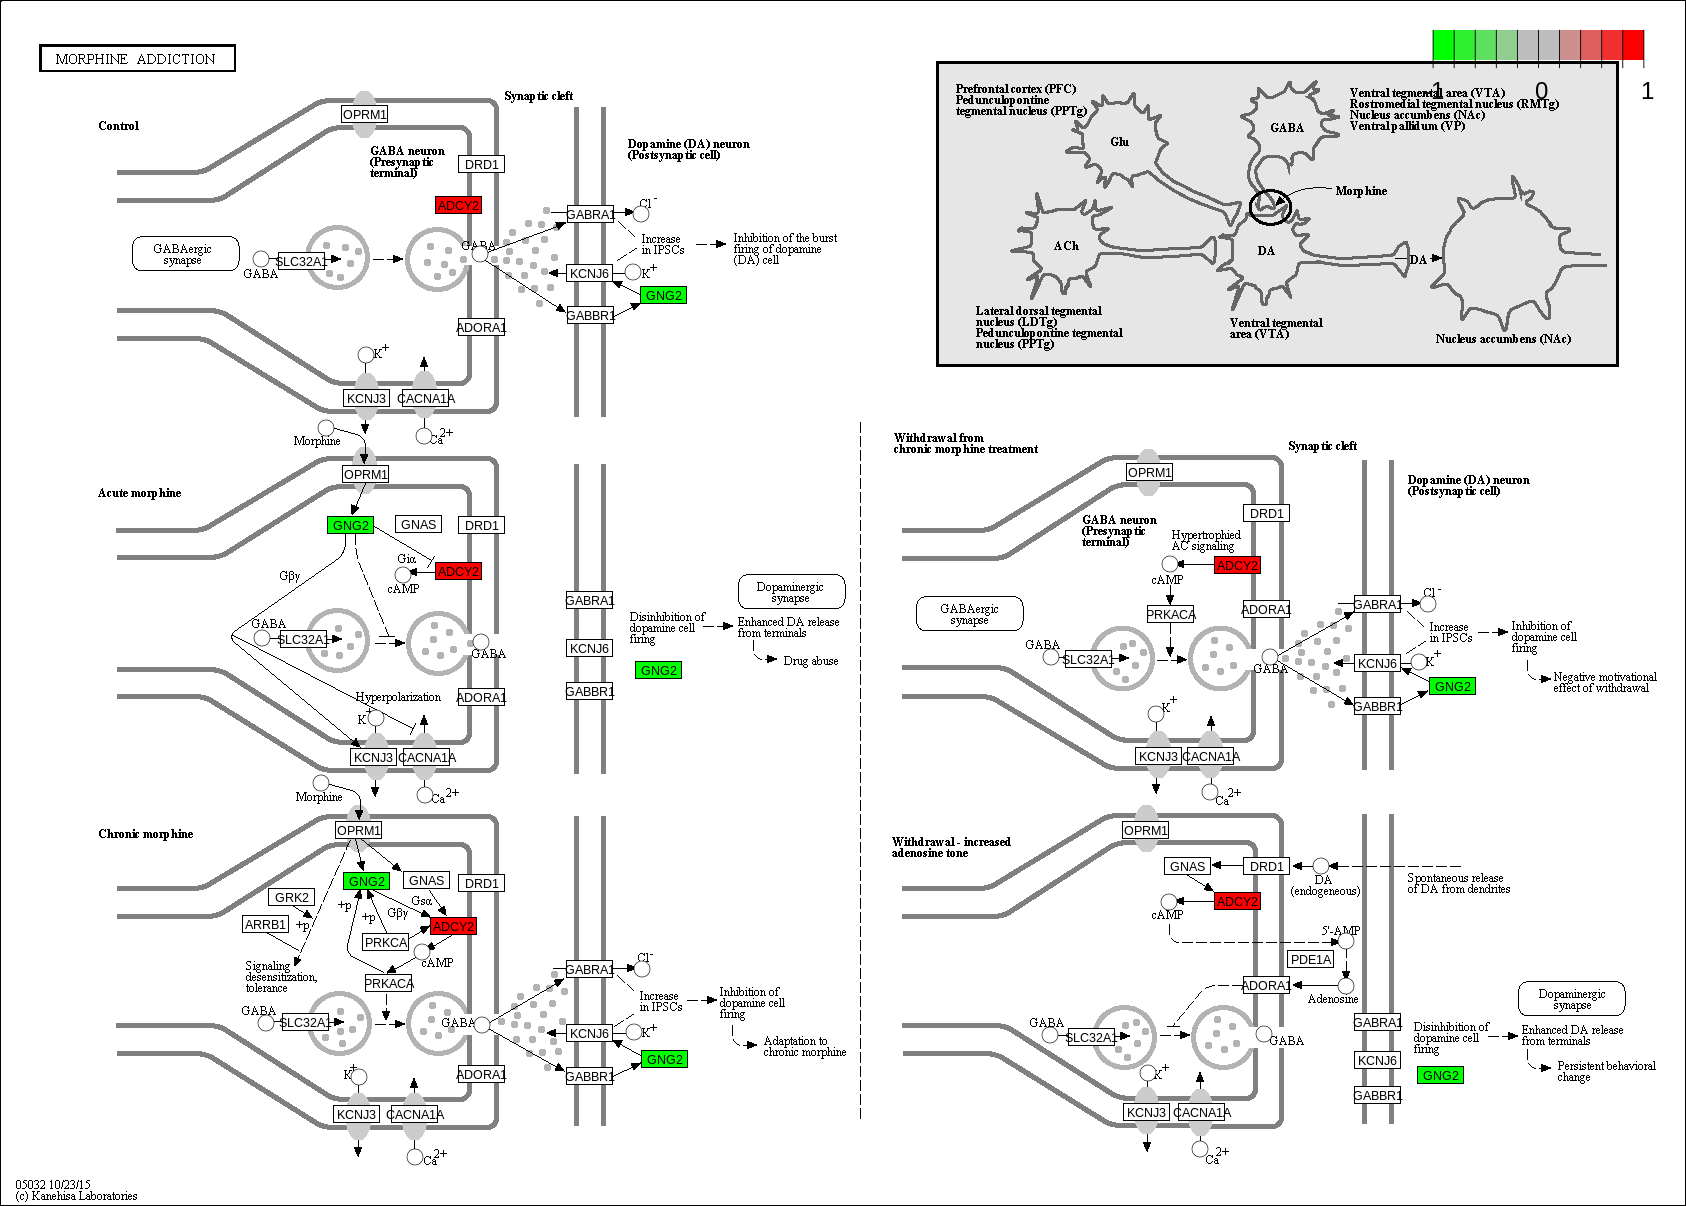 MORPHINE ADDICTION
-1
0
1
Control
OPRM1
Synaptic cleft
GABA neuron
(Presynaptic
terminal)
DRD1
Dopamine (DA) neuron
(Postsynaptic cell)
ADCY2
GABAergic
synapse
GABA
SLC32A1
GABA
GABRA1
Cl-
Increase
in IPSCs
Inhibition of the burst
firing of dopamine
(DA) cell
KCNJ6
K+
GNG2
GABBR1
ADORA1
K+
KCNJ3
CACNA1A
Ca2+
Prefrontal cortex (PFC)
Pedunculopontine
tegmental nucleus (PPTg)
Glu
GABA
Ventral tegmental area (VTA)
Rostromedial tegmental nucleus (RMTg)
Nucleus accumbens (NAc)
Ventral pallidum (VP)
Morphine
ACh
DA
DA
Lateral dorsal tegmental
nucleus (LDTg)
Pedunculopontine tegmental
nucleus (PPTg)
Ventral tegmental
area (VTA)
Nucleus accumbens (NAc)
Morphine
OPRM1
Acute morphine
GNG2
GNAS
DRD1
Giα
ADCY2
cAMP
Gβγ
GABA
SLC32A1
GABA
Hyperpolarization
K+
ADORA1
KCNJ3
CACNA1A
Ca2+
GABRA1
KCNJ6
GABBR1
Disinhibition of
dopamine cell
firing
GNG2
Dopaminergic
synapse
Enhanced DA release
from terminals
Drug abuse
Morphine
OPRM1
Chronic morphine
GNG2
GNAS
DRD1
GRK2
ARRB1
+p
+p
+p
Gβγ
Gsα
ADCY2
PRKCA
cAMP
PRKACA
Signaling
desensitization,
tolerance
GABA
SLC32A1
GABA
GABRA1
Cl-
Increase
in IPSCs
Inhibition of
dopamine cell
firing
KCNJ6
K+
Adaptation to
chronic morphine
GNG2
GABBR1
ADORA1
K+
KCNJ3
CACNA1A
Ca2+
Withdrawal from
chronic morphine treatment
Synaptic cleft
OPRM1
Dopamine (DA) neuron
(Postsynaptic cell)
GABA neuron
(Presynaptic
terminal)
DRD1
Hypertrophied
AC signaling
ADCY2
cAMP
PRKACA
ADORA1
GABAergic
synapse
GABA
SLC32A1
GABA
GABRA1
Cl-
Increase
in IPSCs
Inhibition of
dopamine cell
firing
KCNJ6
K+
Negative motivational
effect of withdrawal
GNG2
GABBR1
K+
KCNJ3
CACNA1A
Ca2+
Withdrawal - increased
adenosine tone
OPRM1
GNAS
DRD1
DA
(endogeneous)
Spontaneous release
of DA from dendrites
ADCY2
cAMP
5'-AMP
PDE1A
ADORA1
Adenosine
GABA
SLC32A1
GABA
GABRA1
KCNJ6
GABBR1
Disinhibition of
dopamine cell
firing
GNG2
Dopaminergic
synapse
Enhanced DA release
from terminals
Persistent behavioral
change
K+
KCNJ3
CACNA1A
Ca2+
05032 10/23/15
(c) Kanehisa Laboratories